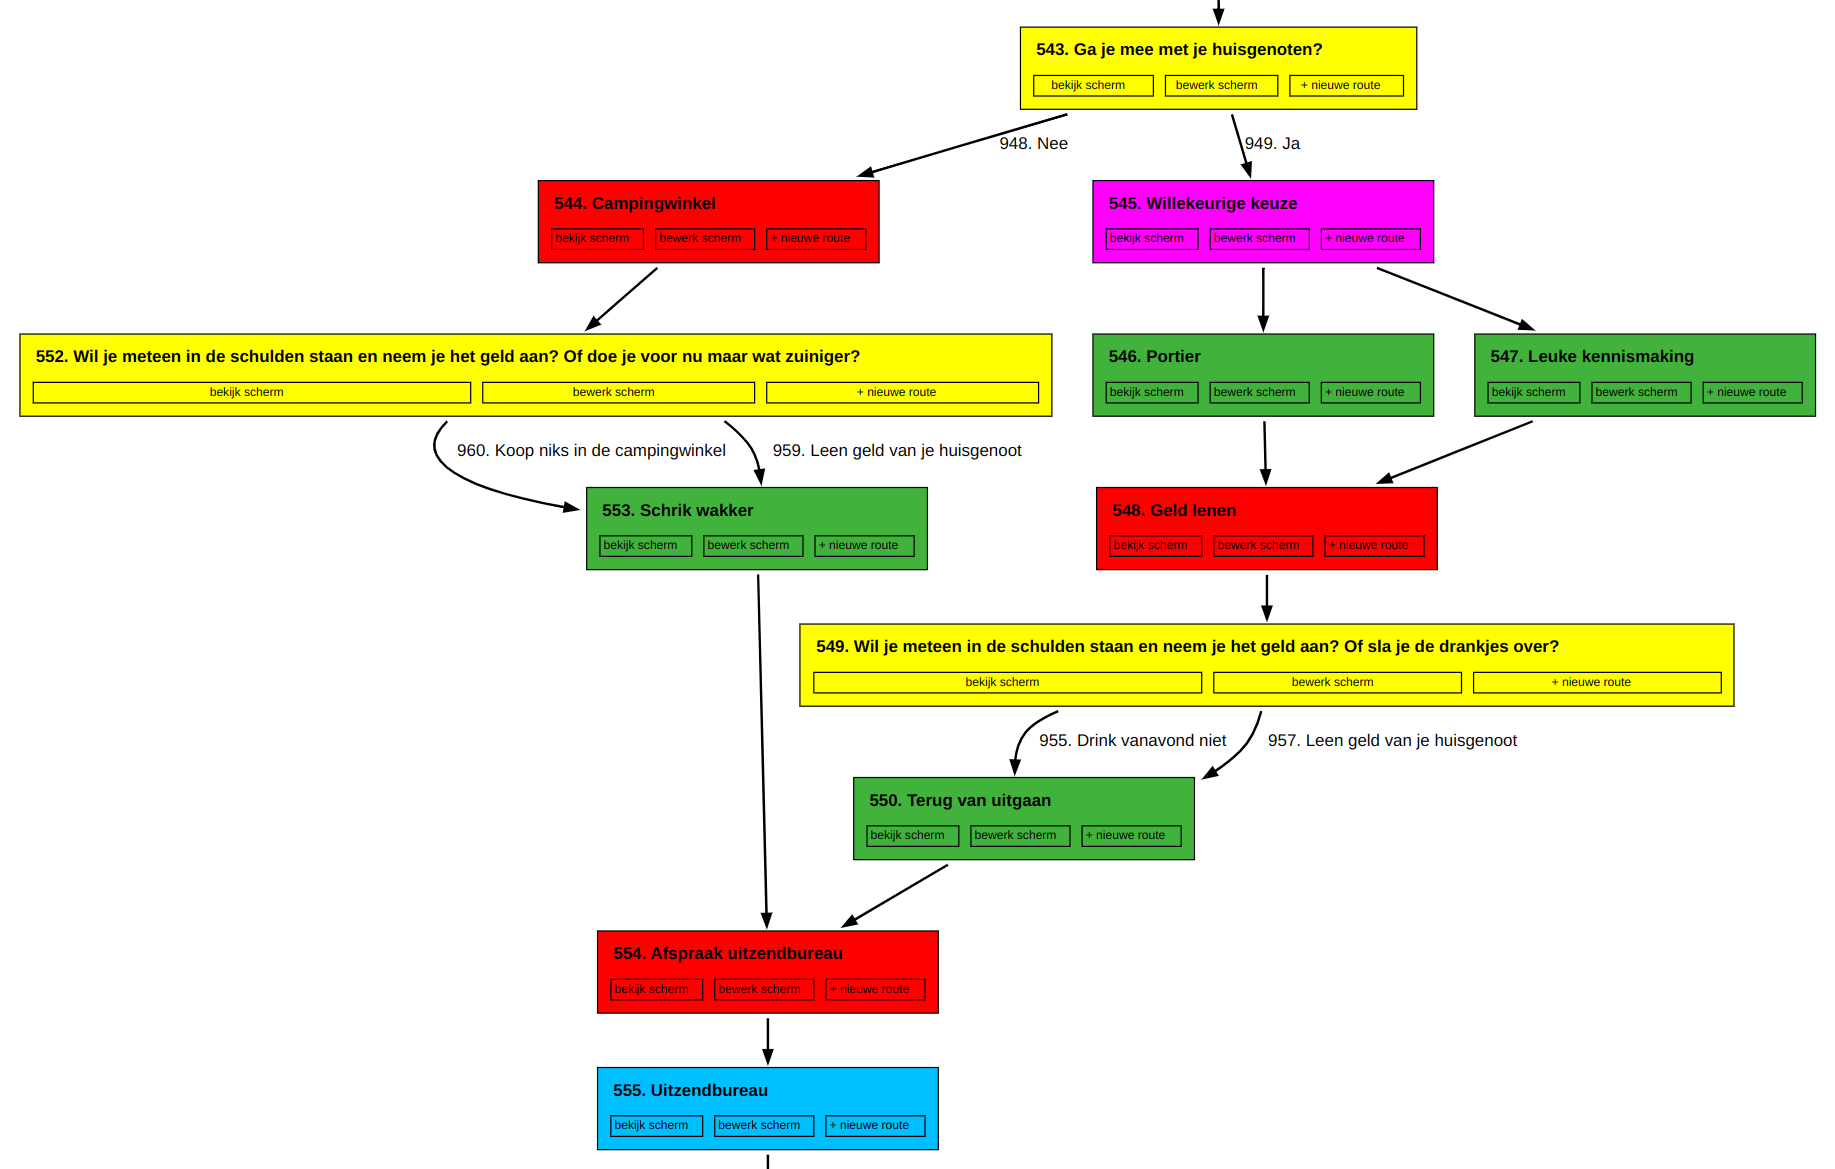 543. Ga je mee met je huisgenoten?
bekijk scherm bewerk scherm + nieuwe route
948. Nee
949. Ja
544. Campingwinkel
bekijk scherm bewerk scherm + nieuwe route
545. Willekeurige keuze
bekijk scherm bewerk scherm + nieuwe route
552. Wil je meteen in de schulden staan en neem je het geld aan? Of doe je voor nu maar wat zuiniger?
bekijk scherm bewerk scherm + nieuwe route
546. Portier
bekijk scherm bewerk scherm + nieuwe route
547. Leuke kennismaking
bekijk scherm bewerk scherm + nieuwe route
960. Koop niks in de campingwinkel
959. Leen geld van je huisgenoot
553. Schrik wakker
bekijk scherm bewerk scherm + nieuwe route
548. Geld lenen
bekijk scherm bewerk scherm + nieuwe route
549. Wil je meteen in de schulden staan en neem je het geld aan? Of sla je de drankjes over?
bekijk scherm bewerk scherm + nieuwe route
955. Drink vanavond niet
957. Leen geld van je huisgenoot
550. Terug van uitgaan
bekijk scherm bewerk scherm + nieuwe route
554. Afspraak uitzendbureau
bekijk scherm bewerk scherm + nieuwe route
555. Uitzendbureau
bekijk scherm bewerk scherm + nieuwe route